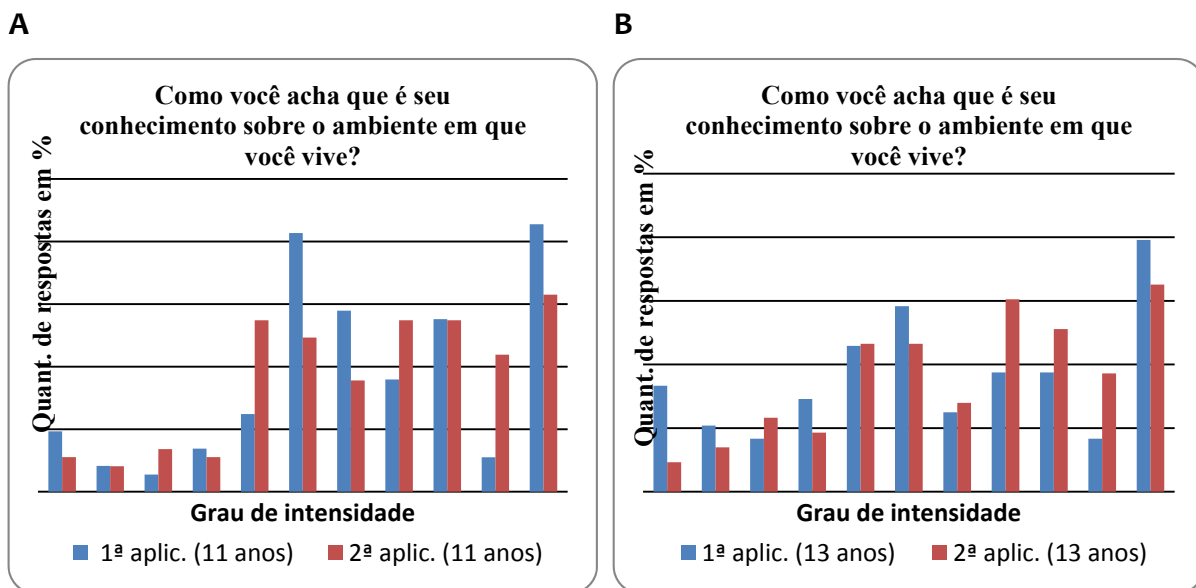 A
Como você acha que é seu
conhecimento sobre o ambiente em que
você vive?
Quant. de respostas em %
Grau de intensidade
1ª aplic. (11 anos) 2ª aplic. (11 anos)
B
Como você acha que é seu
conhecimento sobre o ambiente em que
você vive?
Quant. de respostas em %
Grau de intensidade
1ª aplic. (13 anos) 2ª aplic. (13 anos)